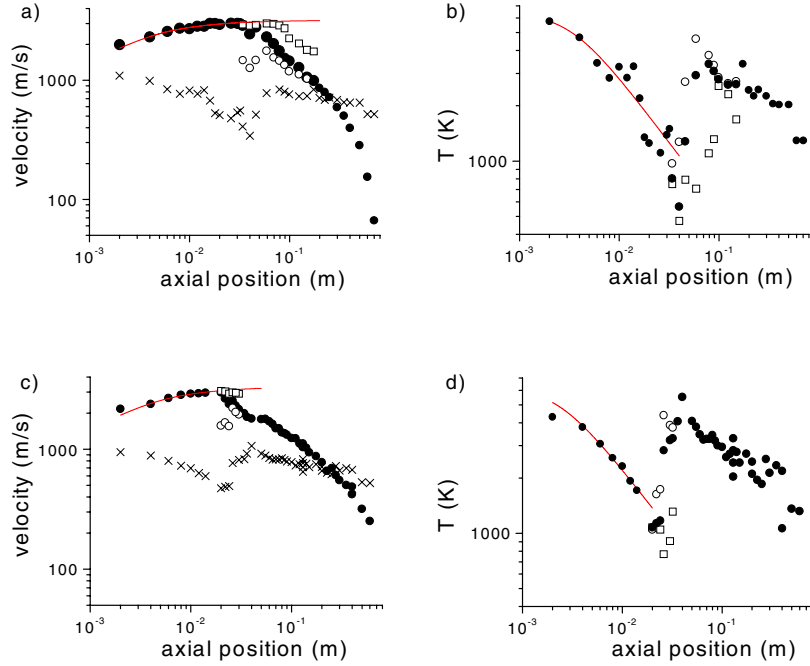 a)
velocity (m/s)
1000
100
10⁻³ 10⁻² 10⁻¹
axial position (m)
b)
T (K)
1000
10⁻³ 10⁻² 10⁻¹
axial position (m)
c)
velocity (m/s)
1000
100
10⁻³ 10⁻² 10⁻¹
axial position (m)
d)
T (K)
1000
10⁻³ 10⁻² 10⁻¹
axial position (m)